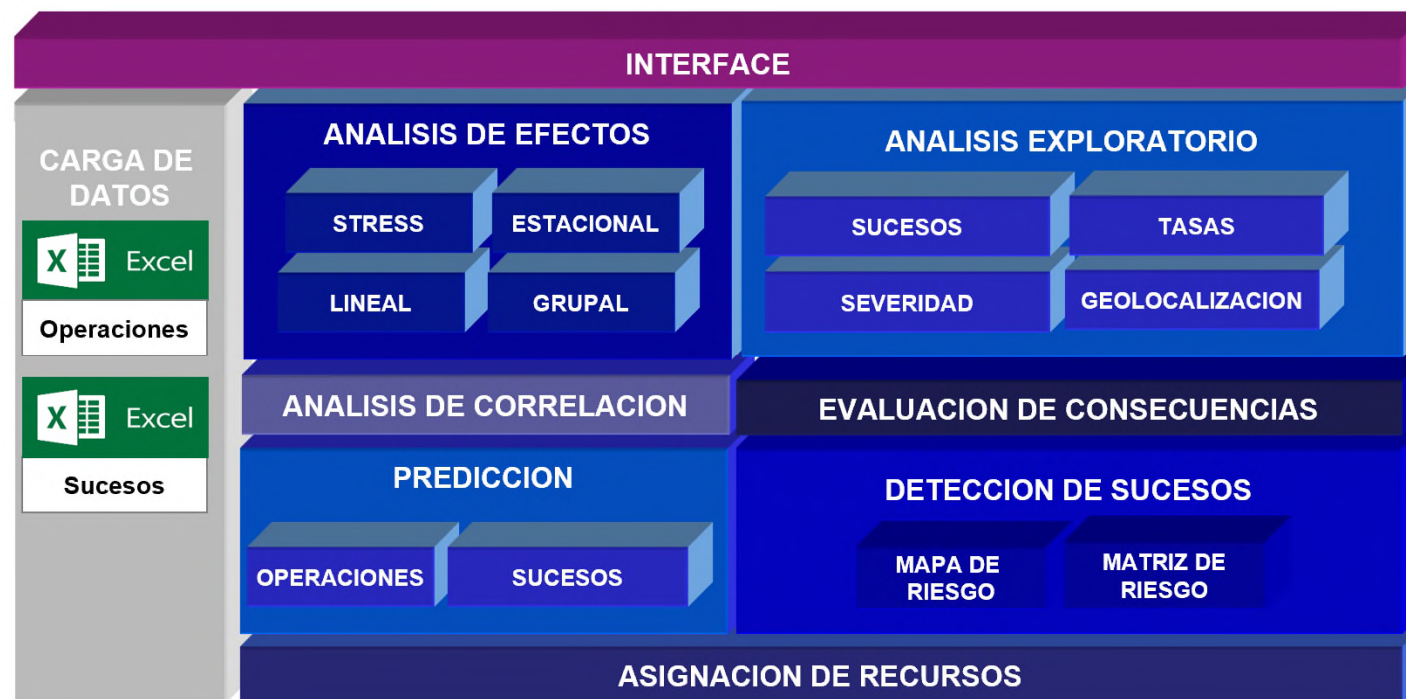 INTERFACE
CARGA DE
DATOS
X Excel
Operaciones
X Excel
Sucesos
ANALISIS DE EFECTOS
STRESS
ESTACIONAL
LINEAL
GRUPAL
ANALISIS EXPLORATORIO
SUCESOS
TASAS
SEVERIDAD
GEOLOCALIZACION
ANALISIS DE CORRELACION
EVALUACION DE CONSECUENCIAS
PREDICCION
OPERACIONES
SUCESOS
DETECCION DE SUCESOS
MAPA DE
RIESGO
MATRIZ DE
RIESGO
ASIGNACION DE RECURSOS